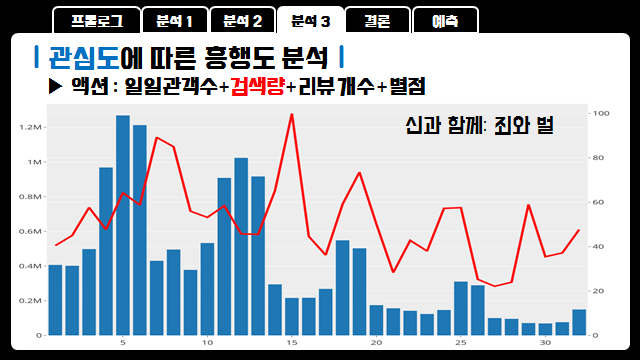 프롤로그 분석 1 분석 2 분석 3 결론 예측
| 관심도에 따른 흥행도 분석 |
▶ 액션 : 일일관객수+검색량+리뷰개수+별점
신과 함께: 죄와 벌
1.2M
1M
0.8M
0.6M
0.4M
0.2M
0
100
80
60
40
20
0
5 10 15 20 25 30